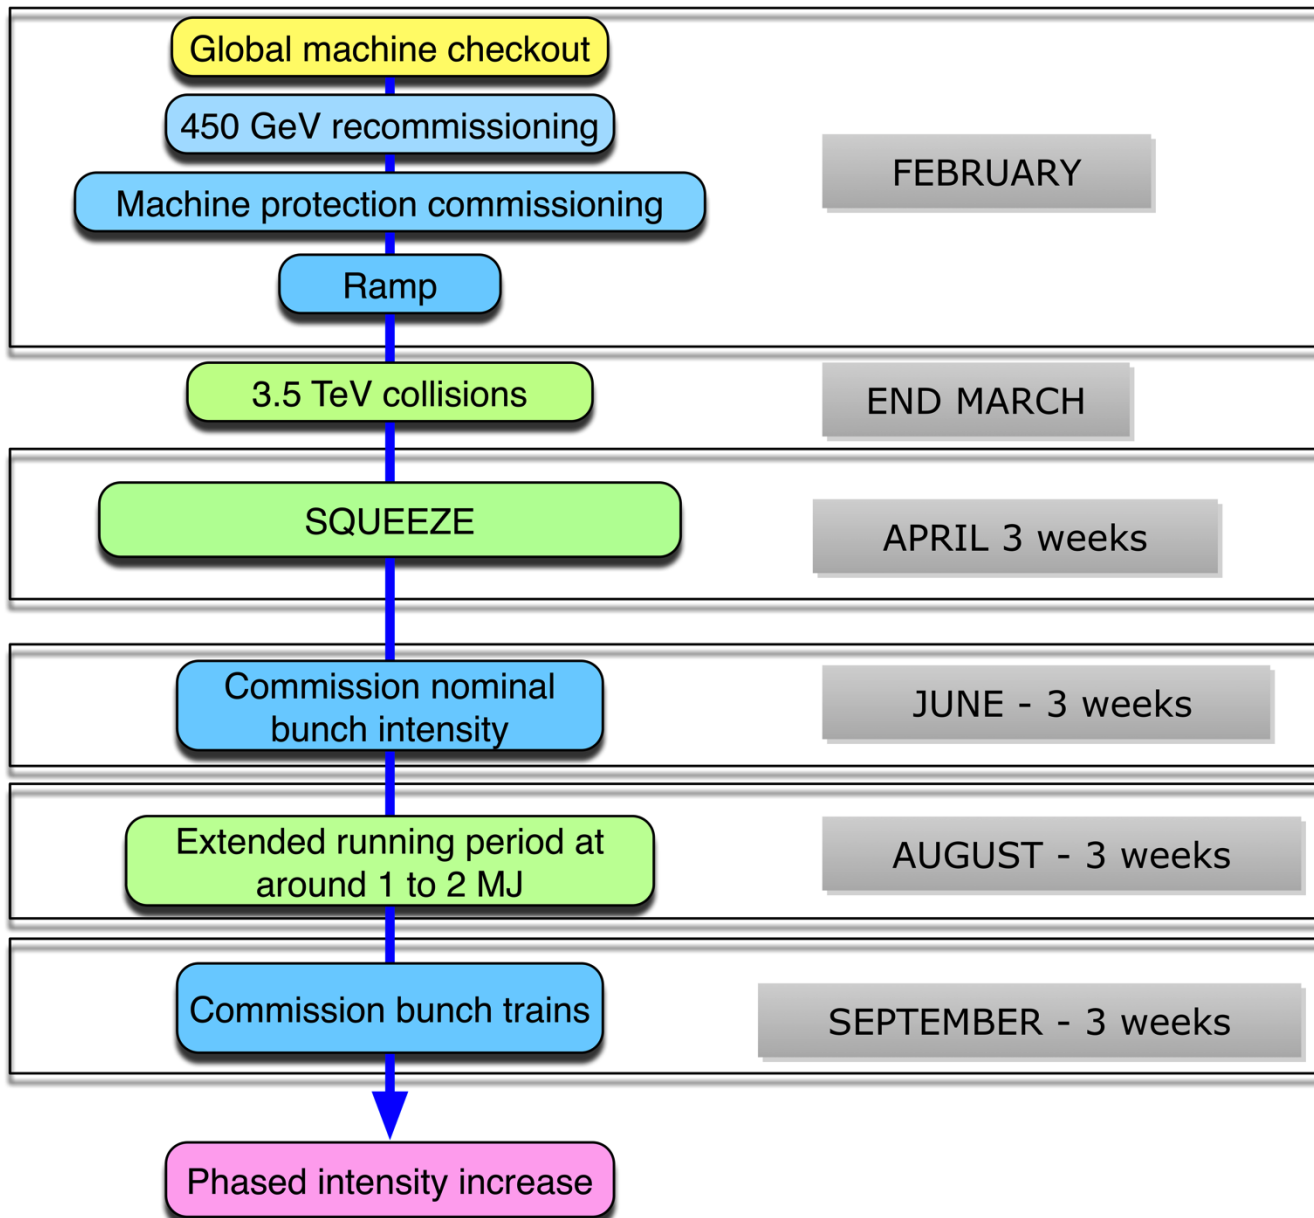 Global machine checkout
450 GeV recommissioning
Machine protection commissioning
FEBRUARY
Ramp
3.5 TeV collisions
END MARCH
SQUEEZE
APRIL 3 weeks
Commission nominal
bunch intensity
JUNE - 3 weeks
Extended running period at
around 1 to 2 MJ
AUGUST - 3 weeks
Commission bunch trains
SEPTEMBER - 3 weeks
Phased intensity increase